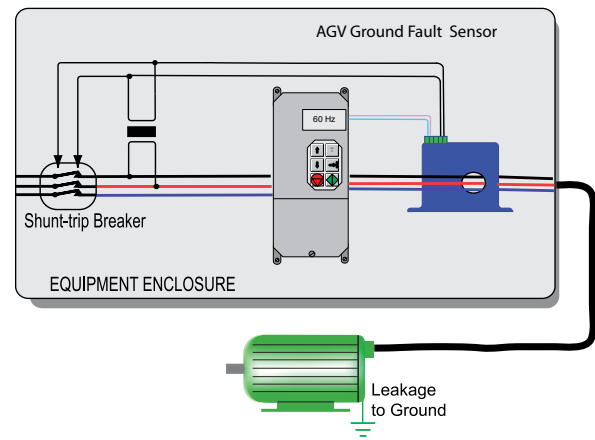 AGV Ground Fault Sensor
60 Hz
Shunt-trip Breaker
EQUIPMENT ENCLOSURE
Leakage
to Ground